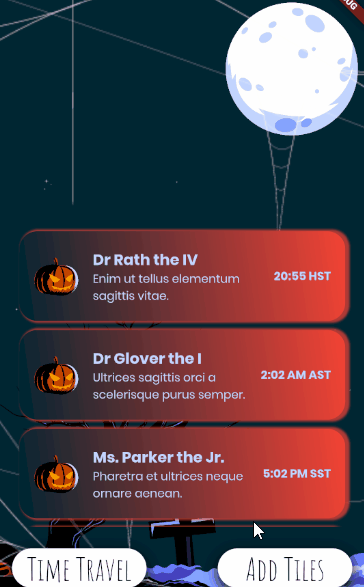 UG
Dr Rath the IV
Enim ut tellus elementum
sagittis vitae.
20:55 HST
Dr Glover the I
Ultrices sagittis orci a
scelerisque purus semper.
2:02 AM AST
Ms. Parker the Jr.
Pharetra et ultrices neque
ornare aenean.
5:02 PM SST
Time Travel
Add Tiles